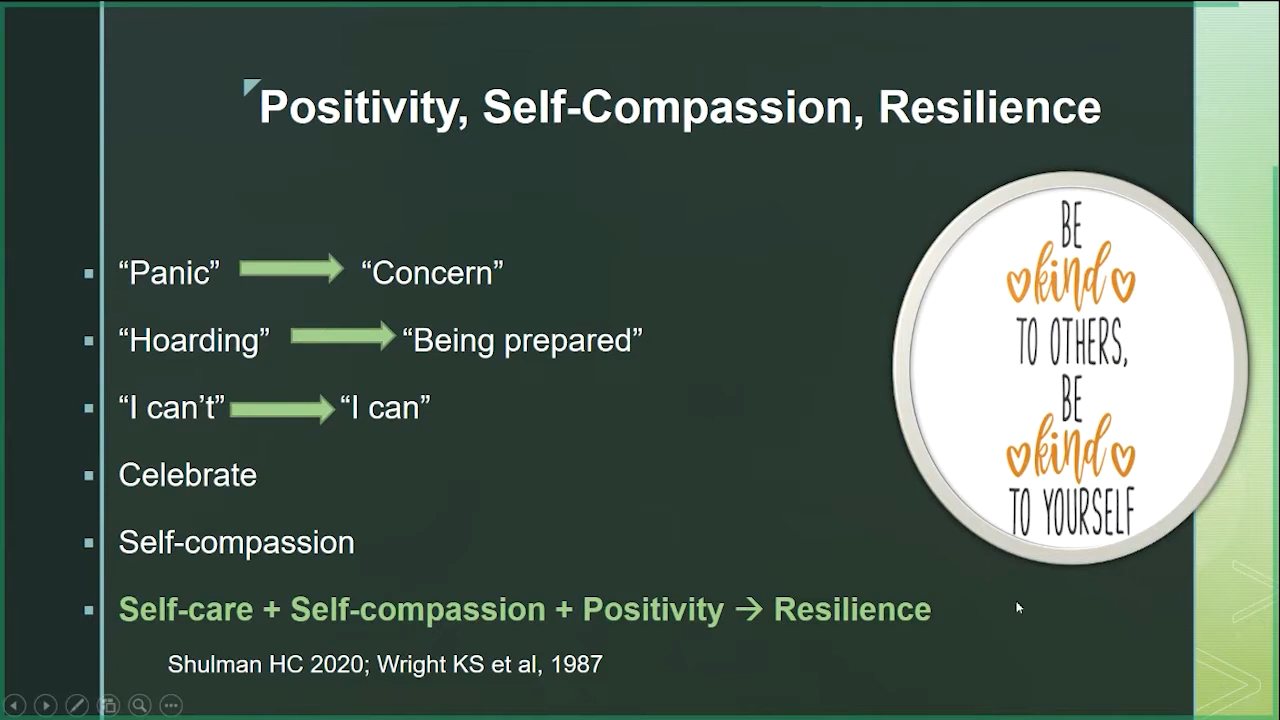 Positivity, Self-Compassion, Resilience
“Panic” “Concern”
“Hoarding” “Being prepared”
“I can’t” “I can”
Celebrate
Self-compassion
Self-care + Self-compassion + Positivity → Resilience
Shulman HC 2020; Wright KS et al, 1987
BE
kind
TO OTHERS,
BE
kind
TO YOURSELF